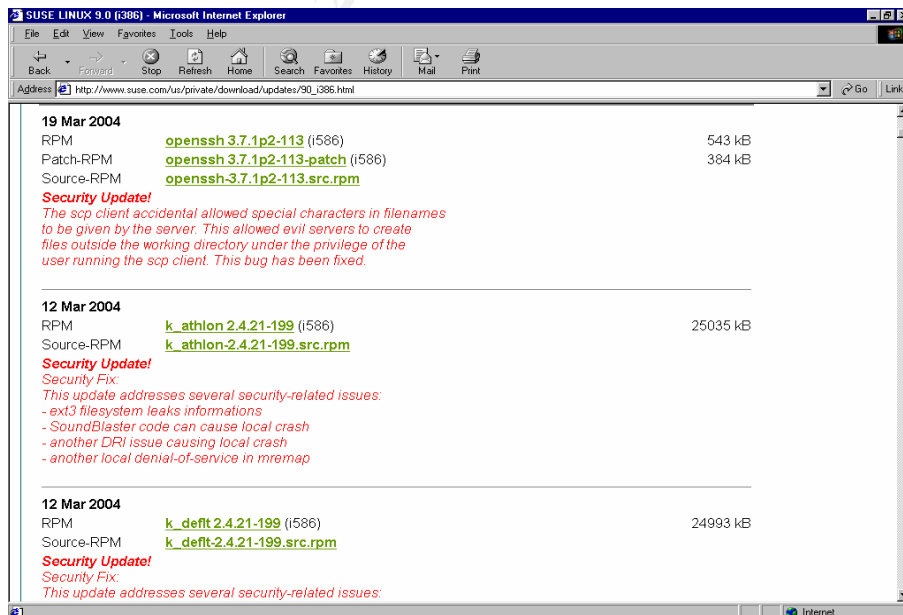 SUSE LINUX 9.0 (i386) - Microsoft Internet Explorer
File Edit View Favorites Tools Help
Back Forward Stop Refresh Home Search Favorites History Mail Print
Address http://www.suse.com/us/private/download/updates/90_i386.html Go Link
19 Mar 2004
RPM openssh 3.7.1p2-113 (i586) 543 kB
Patch-RPM openssh 3.7.1p2-113-patch (i586) 384 kB
Source-RPM openssh-3.7.1p2-113.src.rpm
Security Update!
The scp client accidental allowed special characters in filenames
to be given by the server. This allowed evil servers to create
files outside the working directory under the privilege of the
user running the scp client. This bug has been fixed.
12 Mar 2004
RPM k_athlon 2.4.21-199 (i586) 25035 kB
Source-RPM k_athlon-2.4.21-199.src.rpm
Security Update!
Security Fix:
This update addresses several security-related issues:
- ext3 filesystem leaks informations
- SoundBlaster code can cause local crash
- another DRI issue causing local crash
- another local denial-of-service in mremap
12 Mar 2004
RPM k_deflt 2.4.21-199 (i586) 24993 kB
Source-RPM k_deflt-2.4.21-199.src.rpm
Security Update!
Security Fix:
This update addresses several security-related issues:
Internet